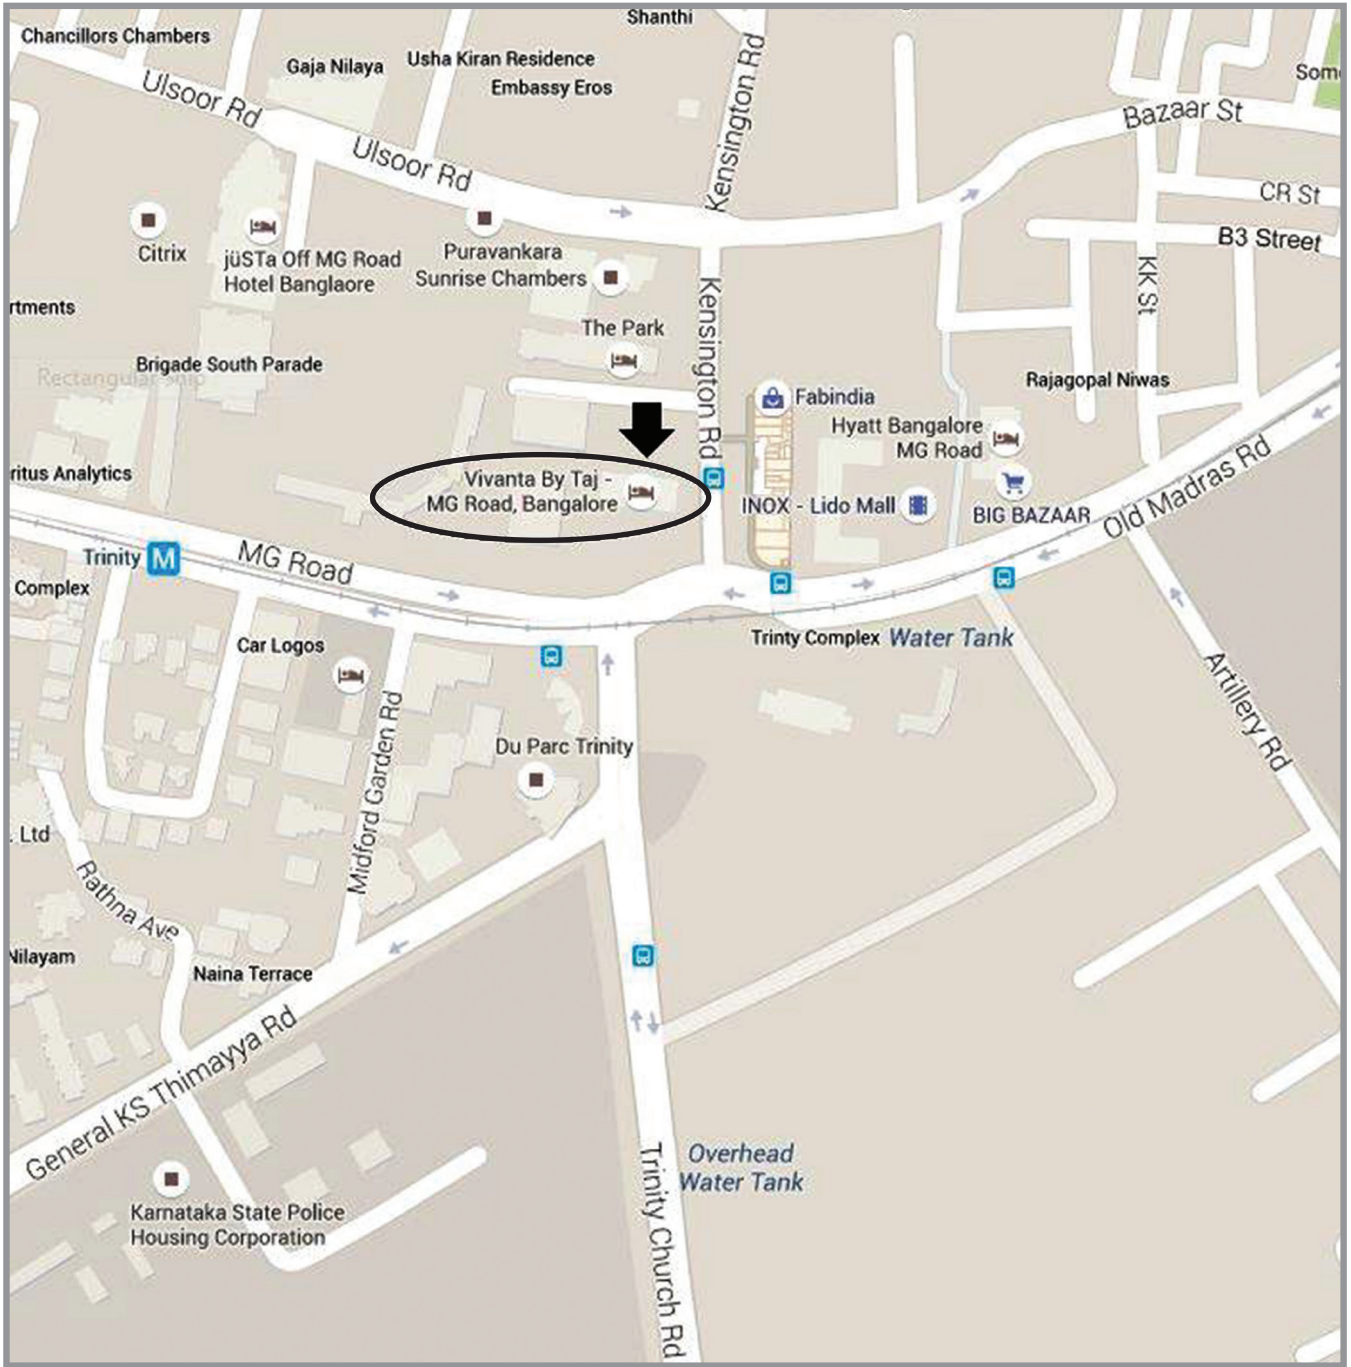 Shanthi
Chancillors Chambers
Usha Kiran Residence
Gaja Nilaya
Embassy Eros
Kensington Rd
Som
Ulsoor Rd
Bazaar St
Ulsoor Rd
CR St
B3 Street
Citrix
jüSTa Off MG Road
Hotel Banglaore
Puravankara
Sunrise Chambers
KK St
rtments
Kensington Rd
The Park
Brigade South Parade
Rectangular Snip
Rajagopal Niwas
Fabindia
Hyatt Bangalore
MG Road
ritus Analytics
Vivanta By Taj -
MG Road, Bangalore
INOX - Lido Mall
BIG BAZAAR
Old Madras Rd
Trinity M
MG Road
Complex
Car Logos
Trinty Complex
Water Tank
Artillery Rd
Midford Garden Rd
Du Parc Trinity
. Ltd
Rathna Ave
Nilayam
Naina Terrace
General KS Thimayya Rd
Overhead
Water Tank
Trinity Church Rd
Karnataka State Police
Housing Corporation